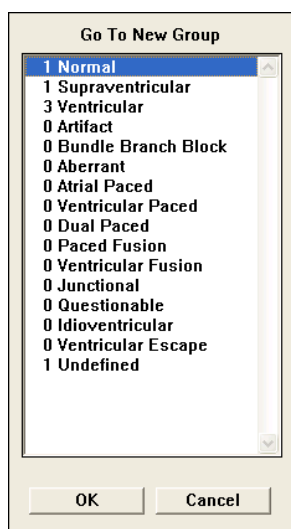 Go To New Group
1 Normal
1 Supraventricular
3 Ventricular
0 Artifact
0 Bundle Branch Block
0 Aberrant
0 Atrial Paced
0 Ventricular Paced
0 Dual Paced
0 Paced Fusion
0 Ventricular Fusion
0 Junctional
0 Questionable
0 Idioventricular
0 Ventricular Escape
1 Undefined
OK Cancel